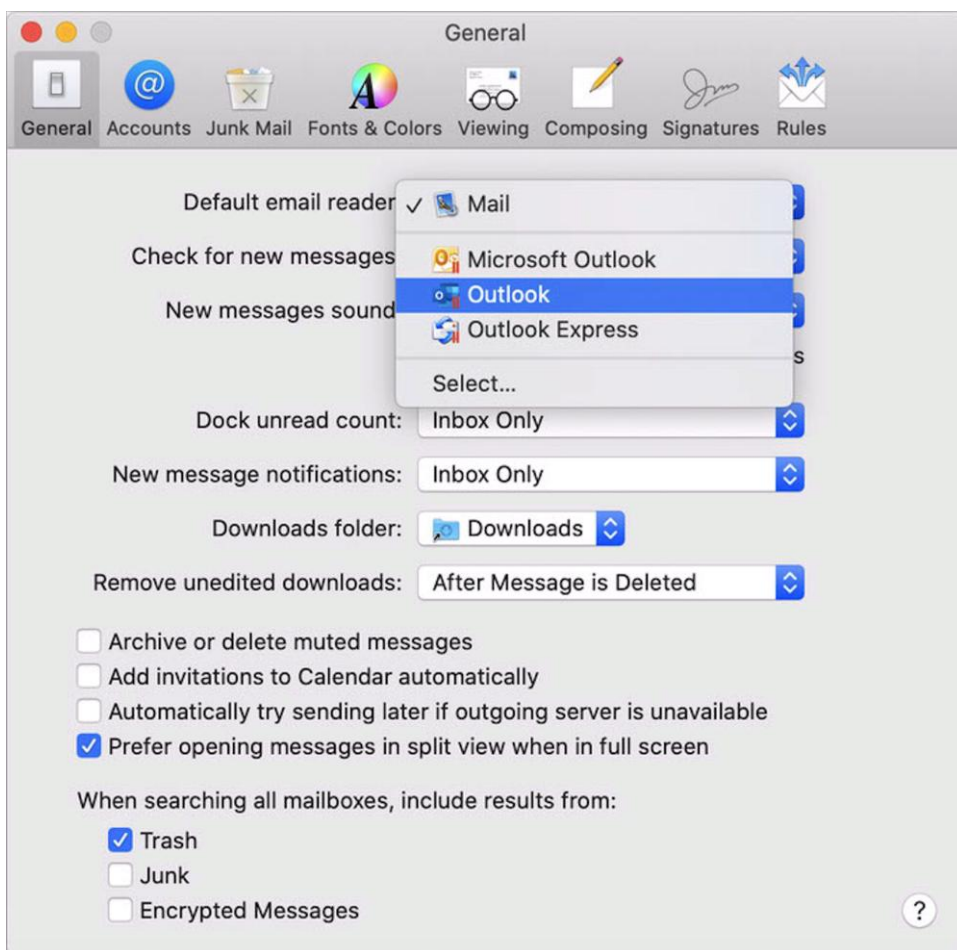 General
General Accounts Junk Mail Fonts & Colors Viewing Composing Signatures Rules
Default email reader ✓ Mail
Check for new messages Microsoft Outlook
Outlook
New messages sound
Outlook Express
s
Select...
Dock unread count: Inbox Only
New message notifications: Inbox Only
Downloads folder: Downloads
Remove unedited downloads: After Message is Deleted
Archive or delete muted messages
Add invitations to Calendar automatically
Automatically try sending later if outgoing server is unavailable
Prefer opening messages in split view when in full screen
When searching all mailboxes, include results from:
Trash
Junk
Encrypted Messages
?